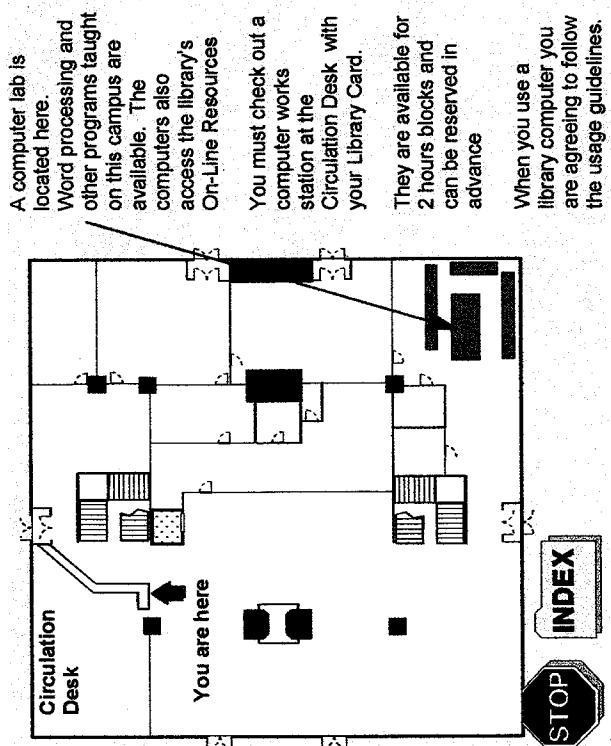 A computer lab is
located here.
Word processing and
other programs taught
on this campus are
available. The
computers also
access the library's
On-Line Resources
You must check out a
computer works
station at the
Circulation Desk with
your Library Card.
They are available for
2 hours blocks and
can be reserved in
advance
When you use a
library computer you
are agreeing to follow
the usage guidelines.
Circulation
Desk
You are here
STOP
INDEX